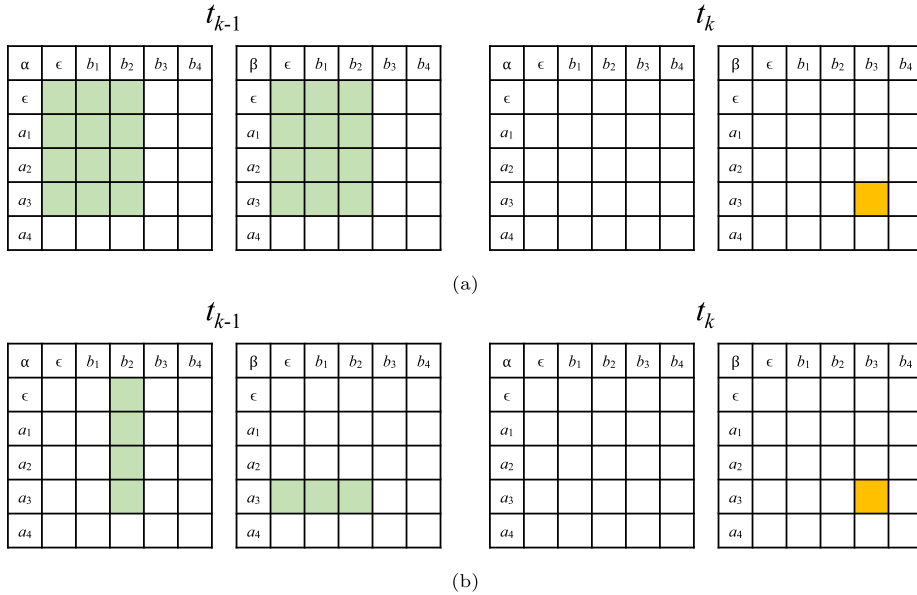 t_{k-1} t_k
α ϵ b₁ b₂ b₃ b₄ β ϵ b₁ b₂ b₃ b₄ α ϵ b₁ b₂ b₃ b₄ β ϵ b₁ b₂ b₃ b₄
ϵ ϵ ϵ ϵ
a₁ a₁ a₁ a₁
a₂ a₂ a₂ a₂
a₃ a₃ a₃ a₃
a₄ a₄ a₄ a₄
(a)
t_{k-1} t_k
α ϵ b₁ b₂ b₃ b₄ β ϵ b₁ b₂ b₃ b₄ α ϵ b₁ b₂ b₃ b₄ β ϵ b₁ b₂ b₃ b₄
ϵ ϵ ϵ ϵ
a₁ a₁ a₁ a₁
a₂ a₂ a₂ a₂
a₃ a₃ a₃ a₃
a₄ a₄ a₄ a₄
(b)